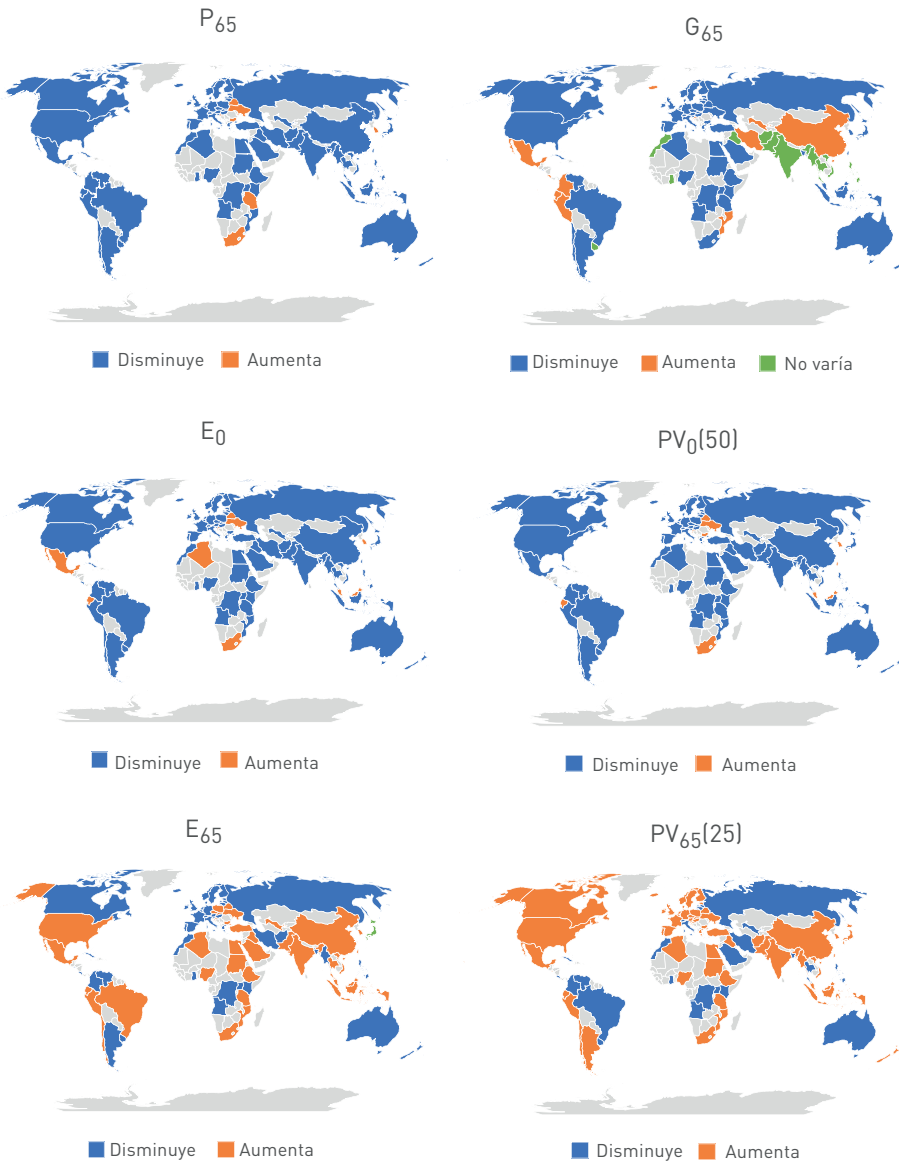 P65
G65
Disminuye Aumenta
Disminuye Aumenta No varía
E0
PV0(50)
Disminuye Aumenta
Disminuye Aumenta
E65
PV65(25)
Disminuye Aumenta
Disminuye Aumenta